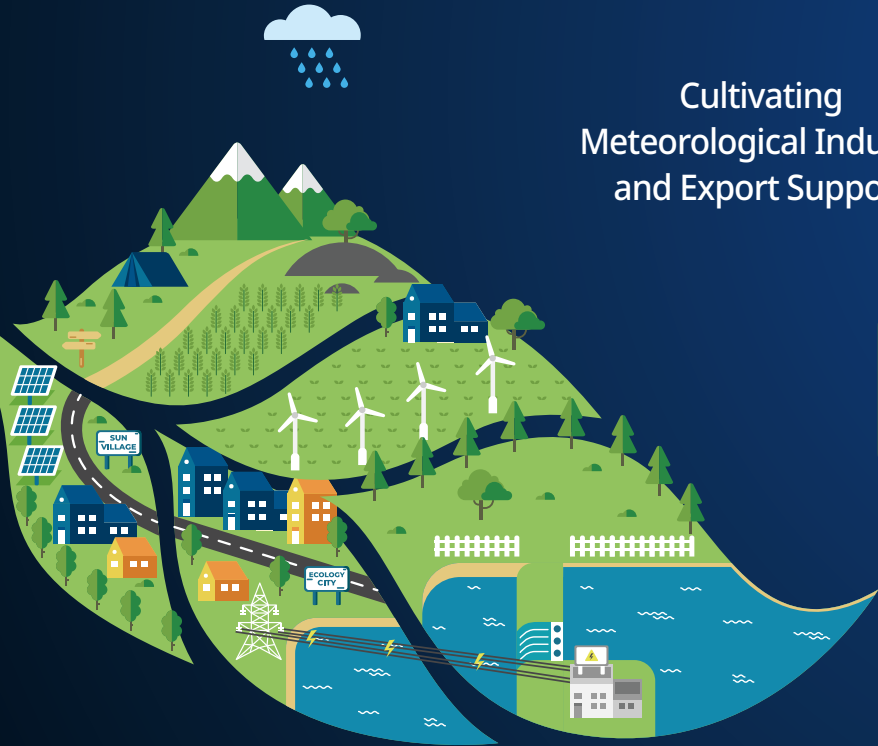 Cultivating
Meteorological Indu
and Export Suppo
SUN
VILLAGE
ECOLOGY
CITY